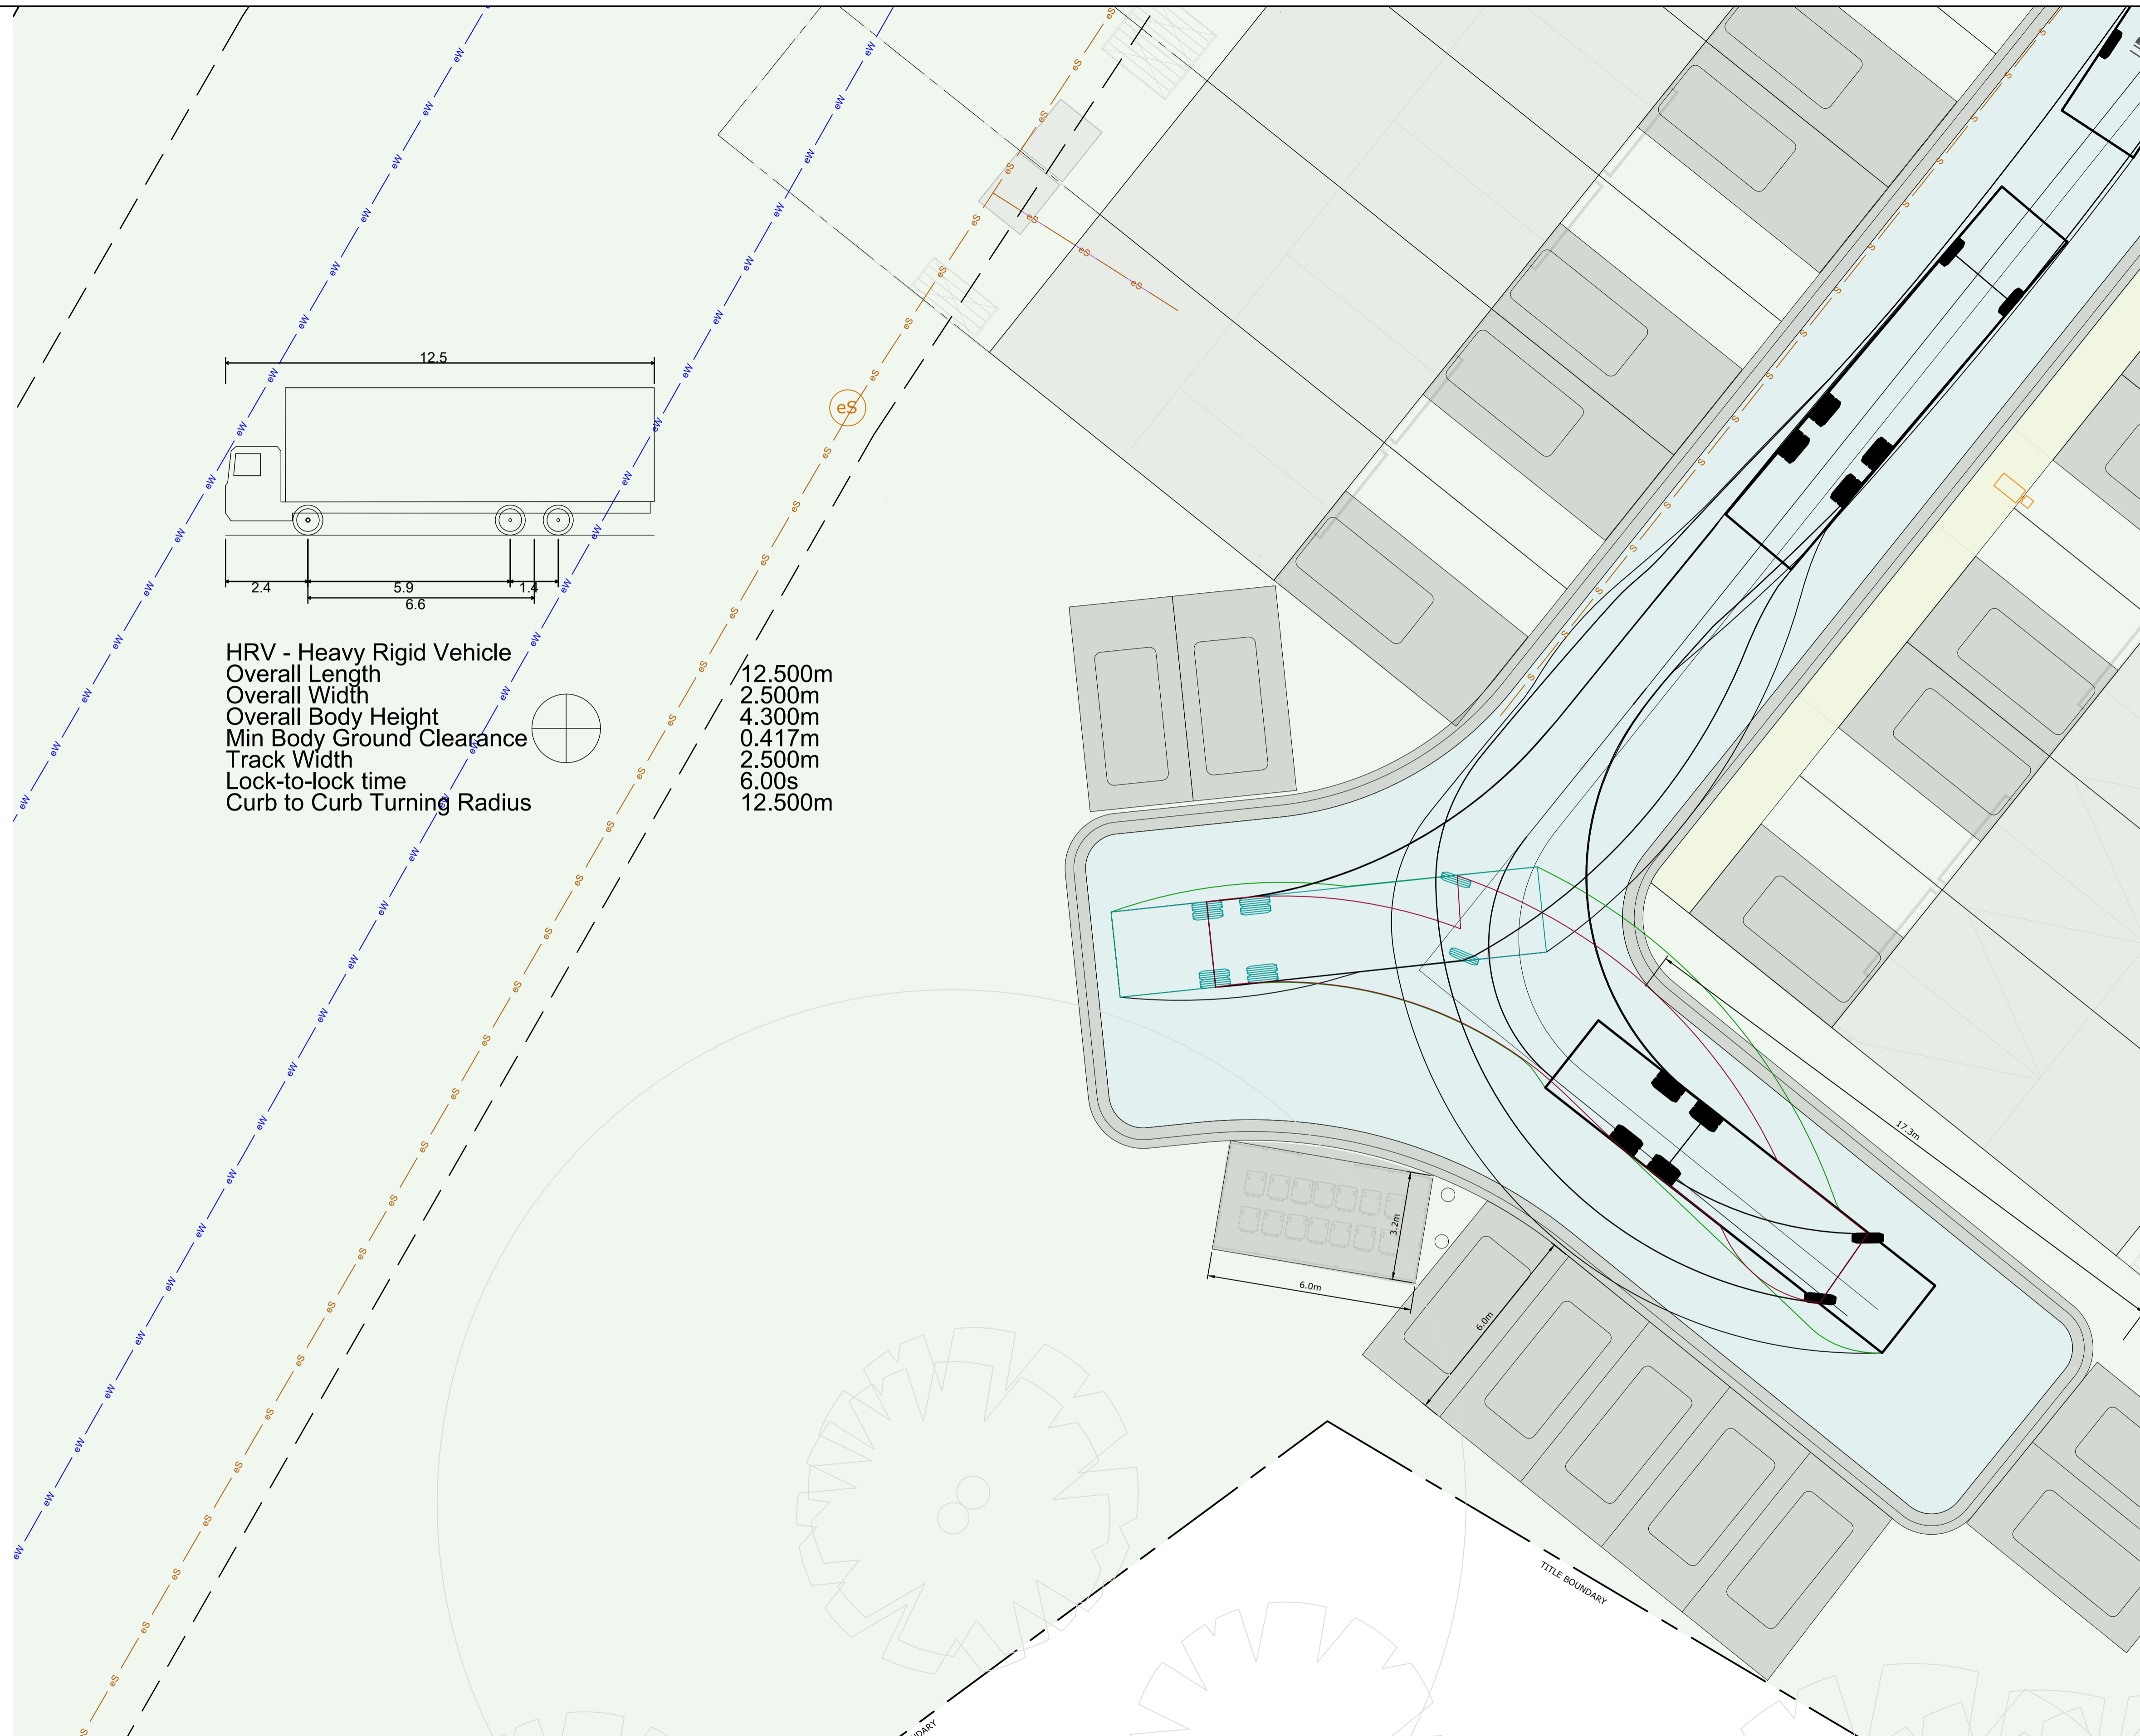 12.5
2.4
5.9
1.4
6.6
HRV - Heavy Rigid Vehicle
Overall Length 12.500m
Overall Width 2.500m
Overall Body Height 4.300m
Min Body Ground Clearance 0.417m
Track Width 2.500m
Lock-to-lock time 6.00s
Curb to Curb Turning Radius 12.500m
eW
eS
S
eS
17.3m
3.2m
6.0m
6.0m
TITLE BOUNDARY